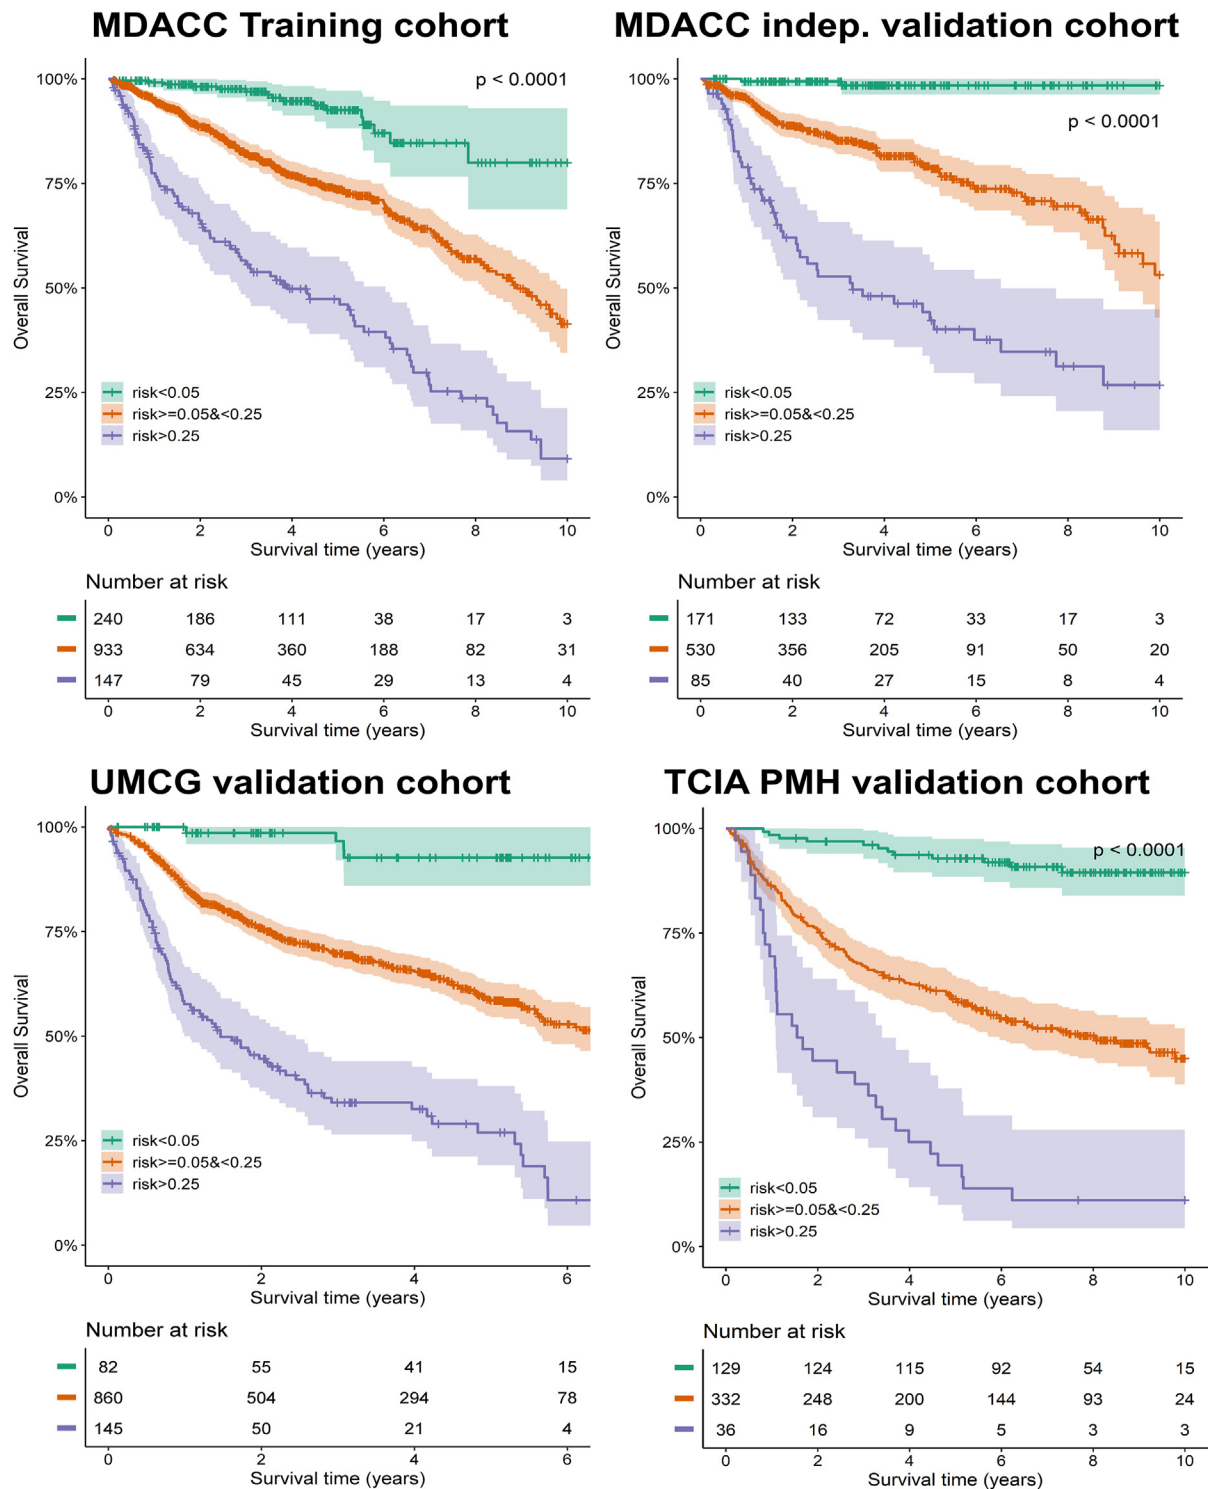 MDACC Training cohort
100%
75%
50%
25%
0%
Overall Survival
p < 0.0001
risk<0.05
risk>=0.05&<0.25
risk>0.25
0 2 4 6 8 10
Survival time (years)
Number at risk
240 186 111 38 17 3
933 634 360 188 82 31
147 79 45 29 13 4
0 2 4 6 8 10
Survival time (years)
MDACC indep. validation cohort
100%
75%
50%
25%
0%
Overall Survival
p < 0.0001
risk<0.05
risk>=0.05&<0.25
risk>0.25
0 2 4 6 8 10
Survival time (years)
Number at risk
171 133 72 33 17 3
530 356 205 91 50 20
85 40 27 15 8 4
0 2 4 6 8 10
Survival time (years)
UMCG validation cohort
100%
75%
50%
25%
0%
Overall Survival
risk<0.05
risk>=0.05&<0.25
risk>0.25
0 2 4 6
Survival time (years)
Number at risk
82 55 41 15
860 504 294 78
145 50 21 4
0 2 4 6
Survival time (years)
TCIA PMH validation cohort
100%
75%
50%
25%
0%
Overall Survival
p < 0.0001
risk<0.05
risk>=0.05&<0.25
risk>0.25
0 2 4 6 8 10
Survival time (years)
Number at risk
129 124 115 92 54 15
332 248 200 144 93 24
36 16 9 5 3 3
0 2 4 6 8 10
Survival time (years)